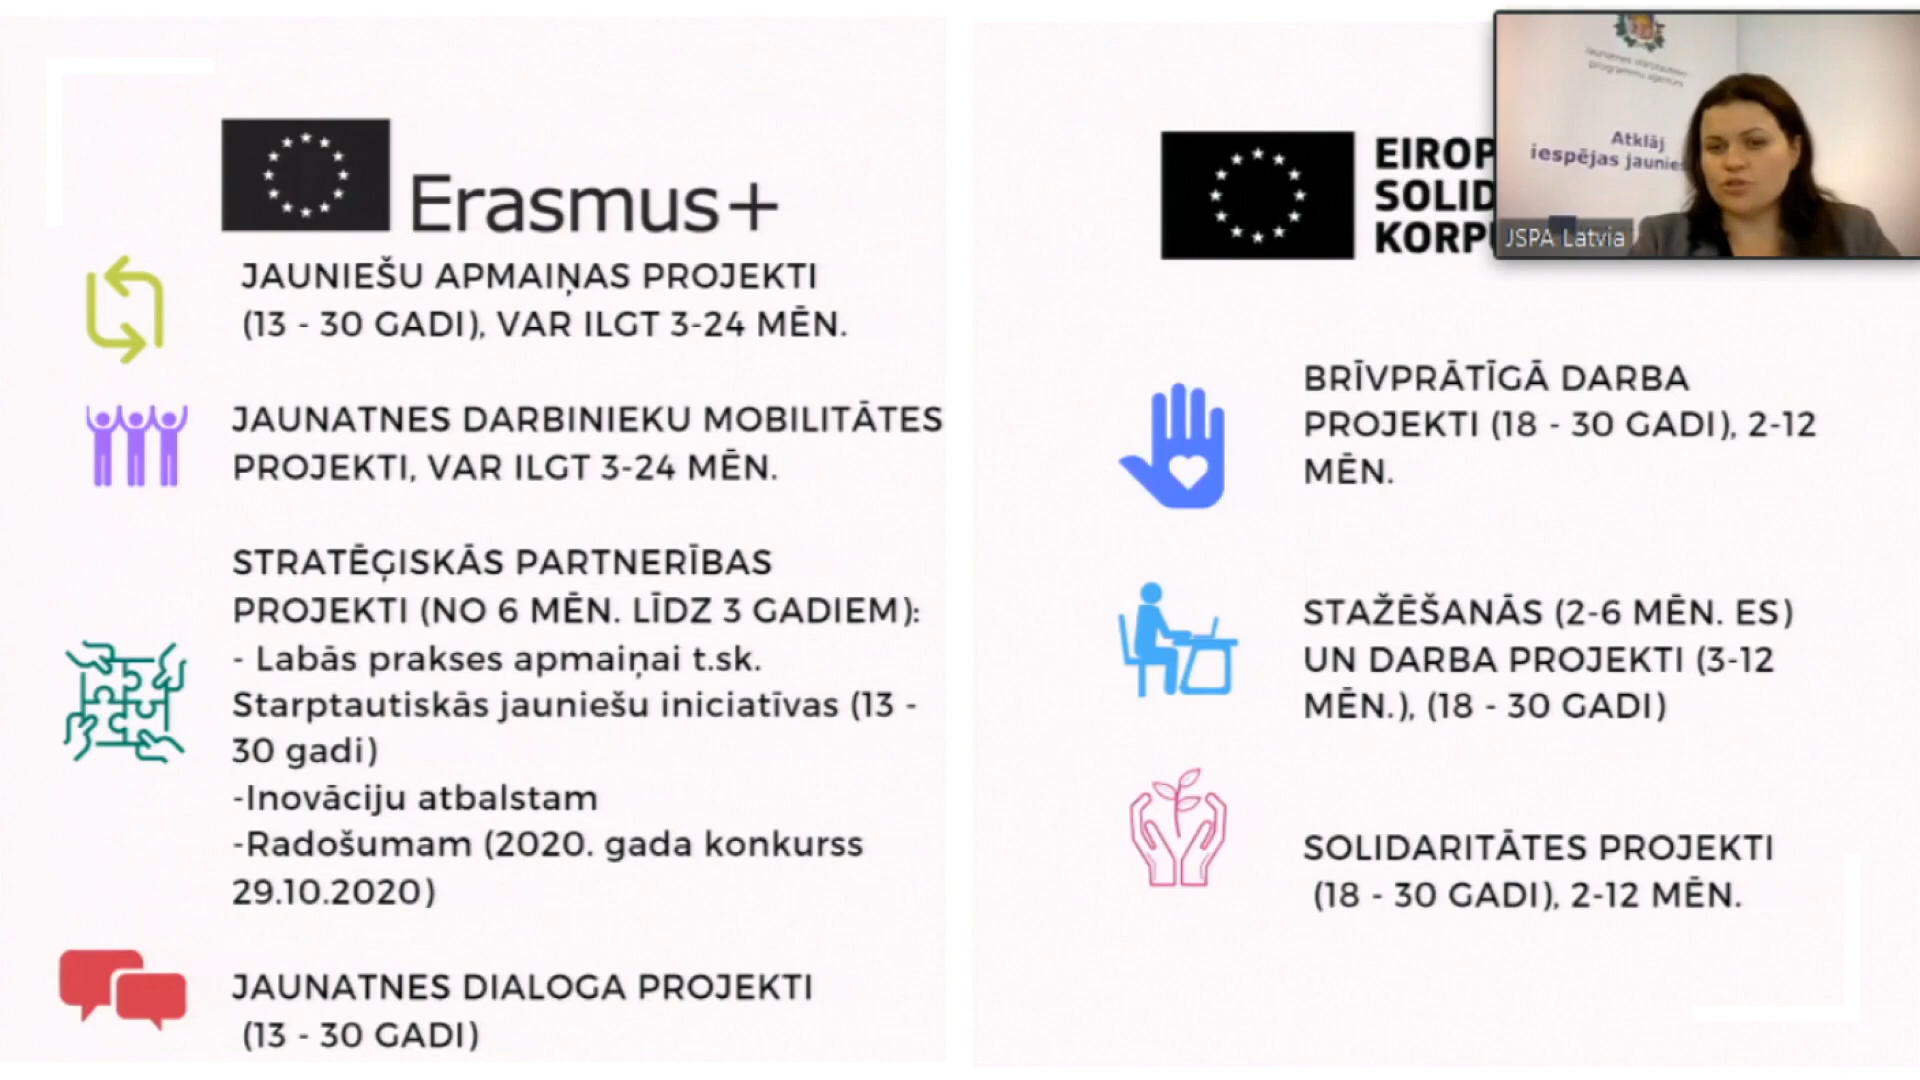 Erasmus+
JAUNIEŠU APMAIŅAS PROJEKTI
(13 - 30 GADI), VAR ILGT 3-24 MĒN.
JAUNATNES DARBINIEKU MOBILITĀTES
PROJEKTI, VAR ILGT 3-24 MĒN.
STRATĒĢISKĀS PARTNERĪBAS
PROJEKTI (NO 6 MĒN. LĪDZ 3 GADIEM):
- Labās prakses apmaiņai t.sk.
Starptautiskās jauniešu iniciatīvas (13 -
30 gadi)
-Inovāciju atbalstam
-Radošumam (2020. gada konkurss
29.10.2020)
JAUNATNES DIALOGA PROJEKTI
(13 - 30 GADI)
EIROP
SOLID
KORP
Jaunatnes starptautisko
programmu aģentūra
Atklāj
iespējas jaunie
JSPA Latvia
BRĪVPRĀTĪGĀ DARBA
PROJEKTI (18 - 30 GADI), 2-12
MĒN.
STAŽĒŠANĀS (2-6 MĒN. ES)
UN DARBA PROJEKTI (3-12
MĒN.), (18 - 30 GADI)
SOLIDARITĀTES PROJEKTI
(18 - 30 GADI), 2-12 MĒN.